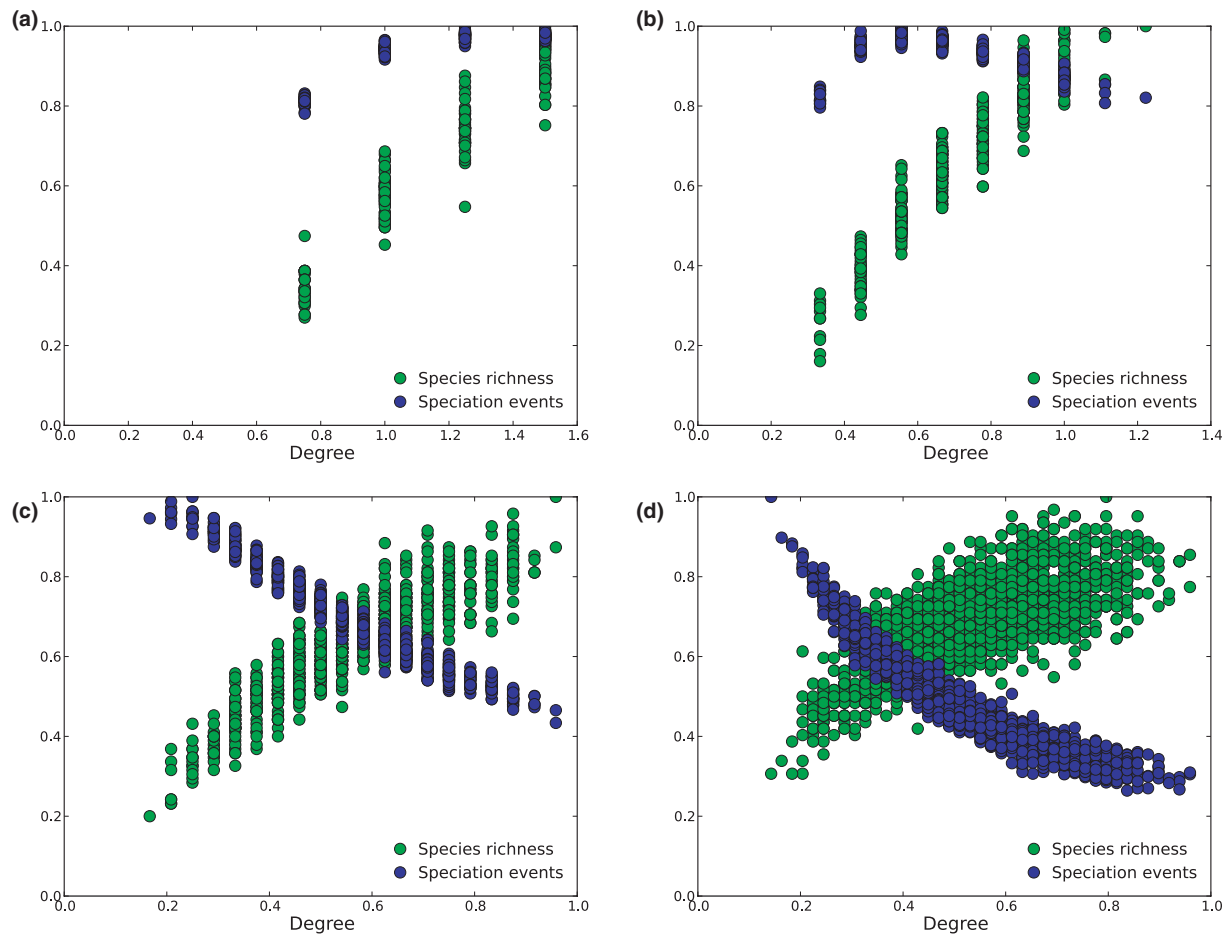 (a)
1.0
0.8
0.6
0.4
0.2
0.0
Species richness
Speciation events
0.0 0.2 0.4 0.6 0.8 1.0 1.2 1.4 1.6
Degree
(b)
1.0
0.8
0.6
0.4
0.2
0.0
Species richness
Speciation events
0.0 0.2 0.4 0.6 0.8 1.0 1.2 1.4
Degree
(c)
1.0
0.8
0.6
0.4
0.2
0.0
Species richness
Speciation events
0.0 0.2 0.4 0.6 0.8 1.0
Degree
(d)
1.0
0.8
0.6
0.4
0.2
0.0
Species richness
Speciation events
0.0 0.2 0.4 0.6 0.8 1.0
Degree